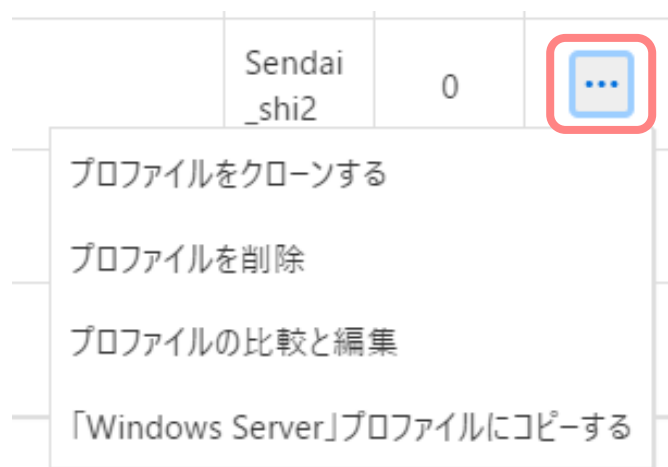 Sendai
_shi2
0
…
プロファイルをクローンする
プロファイルを削除
プロファイルの比較と編集
「Windows Server」プロファイルにコピーする